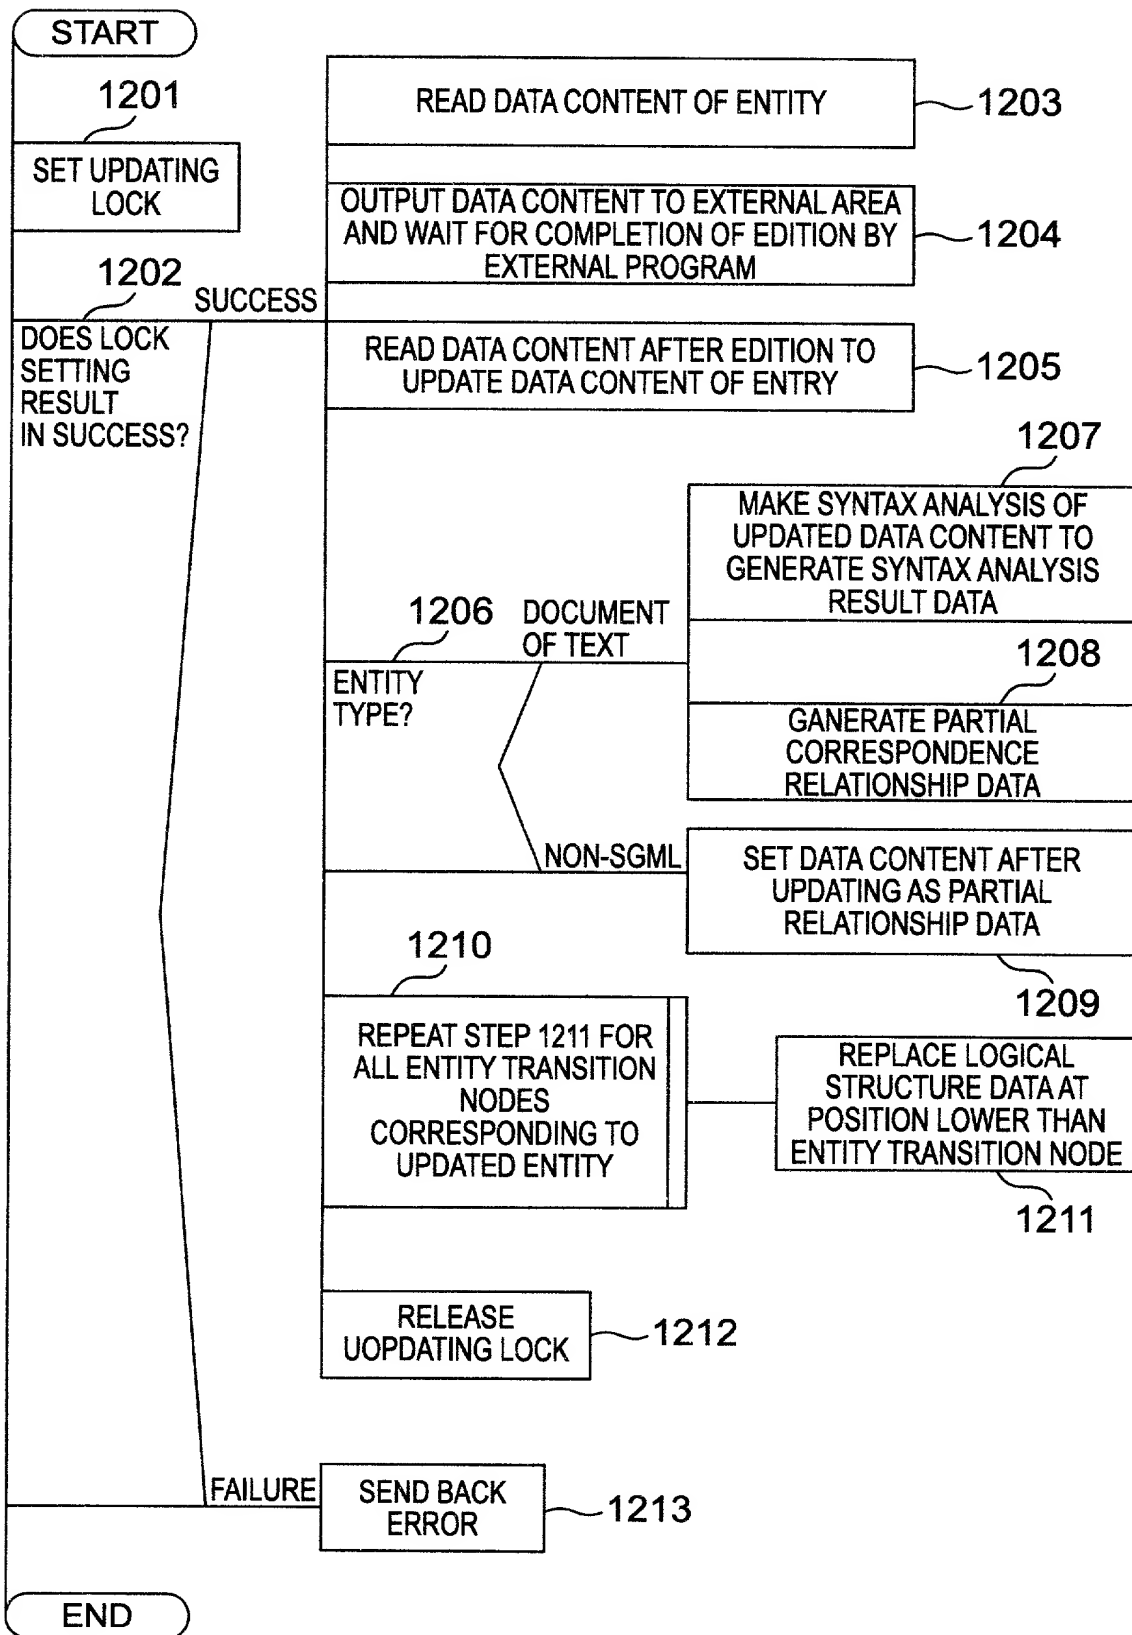 START
1201
SET UPDATING
LOCK
1202
SUCCESS
DOES LOCK
SETTING
RESULT
IN SUCCESS?
READ DATA CONTENT OF ENTITY
1203
OUTPUT DATA CONTENT TO EXTERNAL AREA
AND WAIT FOR COMPLETION OF EDITION BY
EXTERNAL PROGRAM
1204
READ DATA CONTENT AFTER EDITION TO
UPDATE DATA CONTENT OF ENTRY
1205
1206
ENTITY
TYPE?
DOCUMENT
OF TEXT
1207
MAKE SYNTAX ANALYSIS OF
UPDATED DATA CONTENT TO
GENERATE SYNTAX ANALYSIS
RESULT DATA
1208
GANERATE PARTIAL
CORRESPONDENCE
RELATIONSHIP DATA
NON-SGML
SET DATA CONTENT AFTER
UPDATING AS PARTIAL
RELATIONSHIP DATA
1209
1210
REPEAT STEP 1211 FOR
ALL ENTITY TRANSITION
NODES
CORRESPONDING TO
UPDATED ENTITY
REPLACE LOGICAL
STRUCTURE DATA AT
POSITION LOWER THAN
ENTITY TRANSITION NODE
1211
RELEASE
UOPDATING LOCK
1212
FAILURE
SEND BACK
ERROR
1213
END